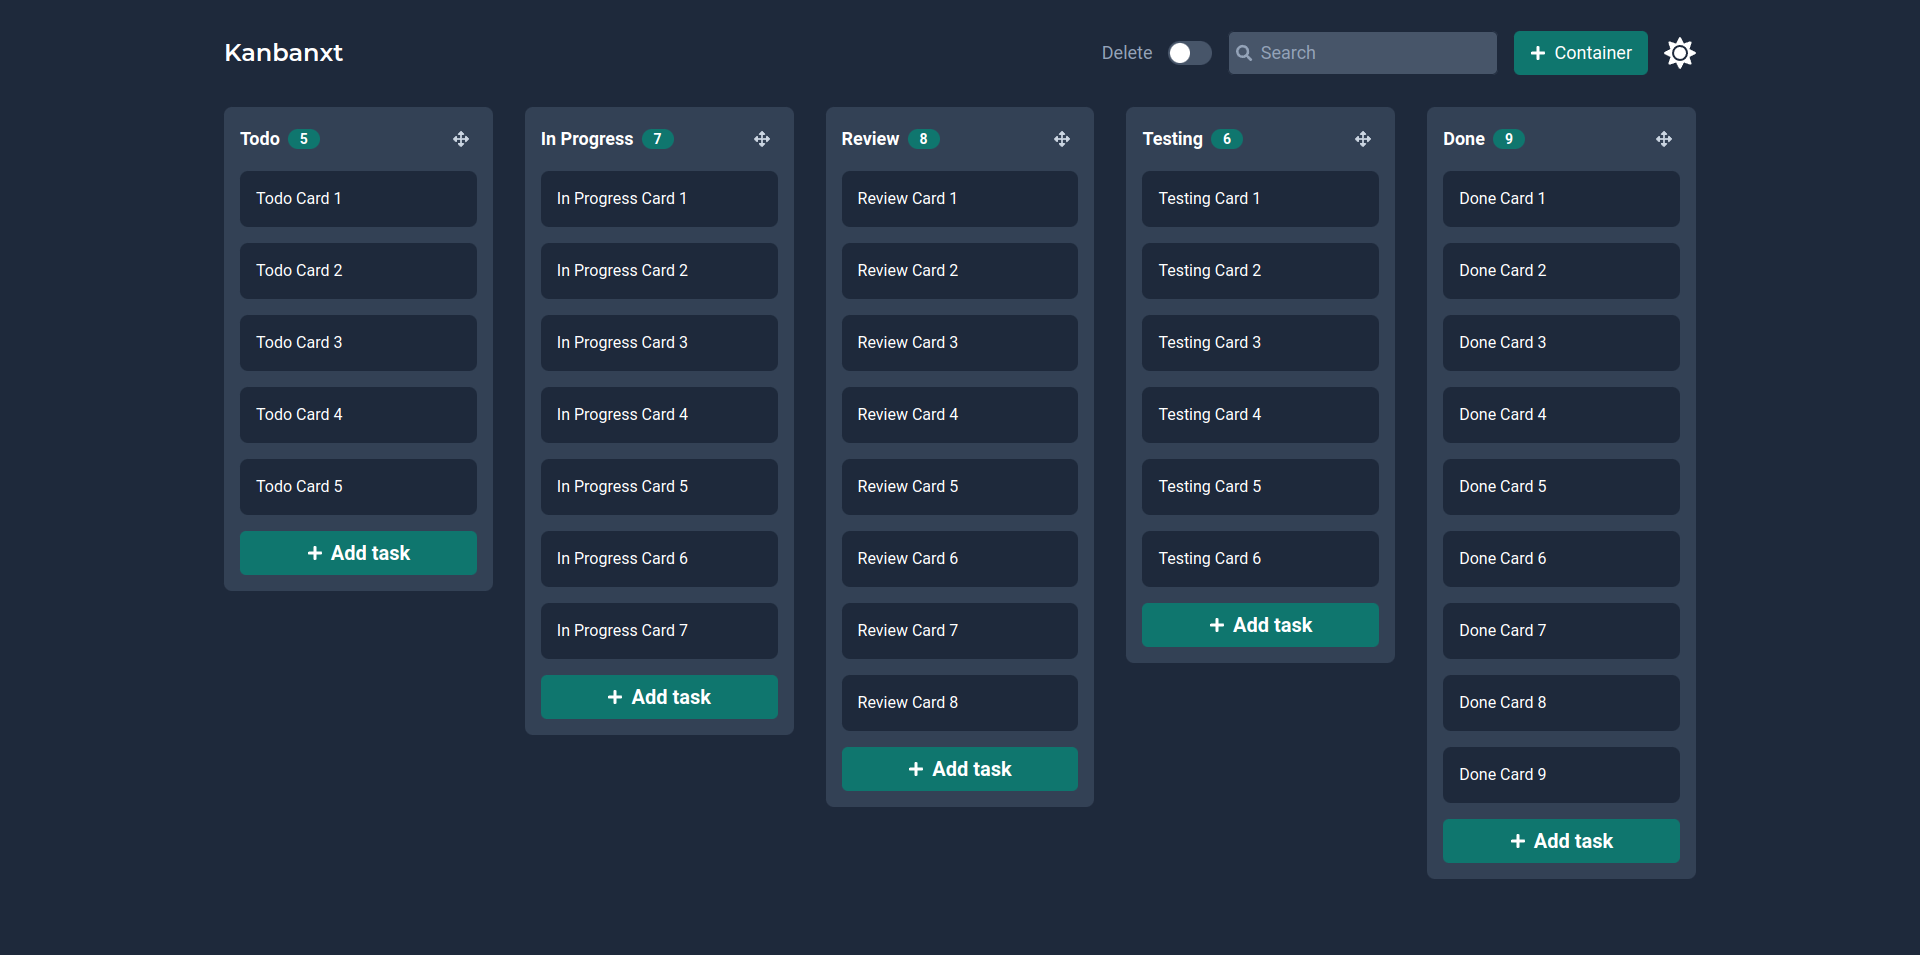 Kanbanxt
Delete
Search
Container
Todo 5
Todo Card 1
Todo Card 2
Todo Card 3
Todo Card 4
Todo Card 5
Add task
In Progress 7
In Progress Card 1
In Progress Card 2
In Progress Card 3
In Progress Card 4
In Progress Card 5
In Progress Card 6
In Progress Card 7
Add task
Review 8
Review Card 1
Review Card 2
Review Card 3
Review Card 4
Review Card 5
Review Card 6
Review Card 7
Review Card 8
Add task
Testing 6
Testing Card 1
Testing Card 2
Testing Card 3
Testing Card 4
Testing Card 5
Testing Card 6
Add task
Done 9
Done Card 1
Done Card 2
Done Card 3
Done Card 4
Done Card 5
Done Card 6
Done Card 7
Done Card 8
Done Card 9
Add task